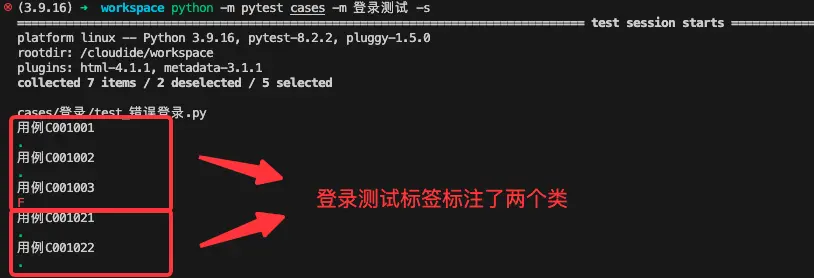 (3.9.16) → workspace python -m pytest cases -m 登录测试 -s
test session starts
platform linux -- Python 3.9.16, pytest-8.2.2, pluggy-1.5.0
rootdir: /cloudide/workspace
plugins: html-4.1.1, metadata-3.1.1
collected 7 items / 2 deselected / 5 selected
cases/登录/test_错误登录.py
用例C001001
.
用例C001002
.
用例C001003
F
用例C001021
.
用例C001022
.
登录测试标签标注了两个类